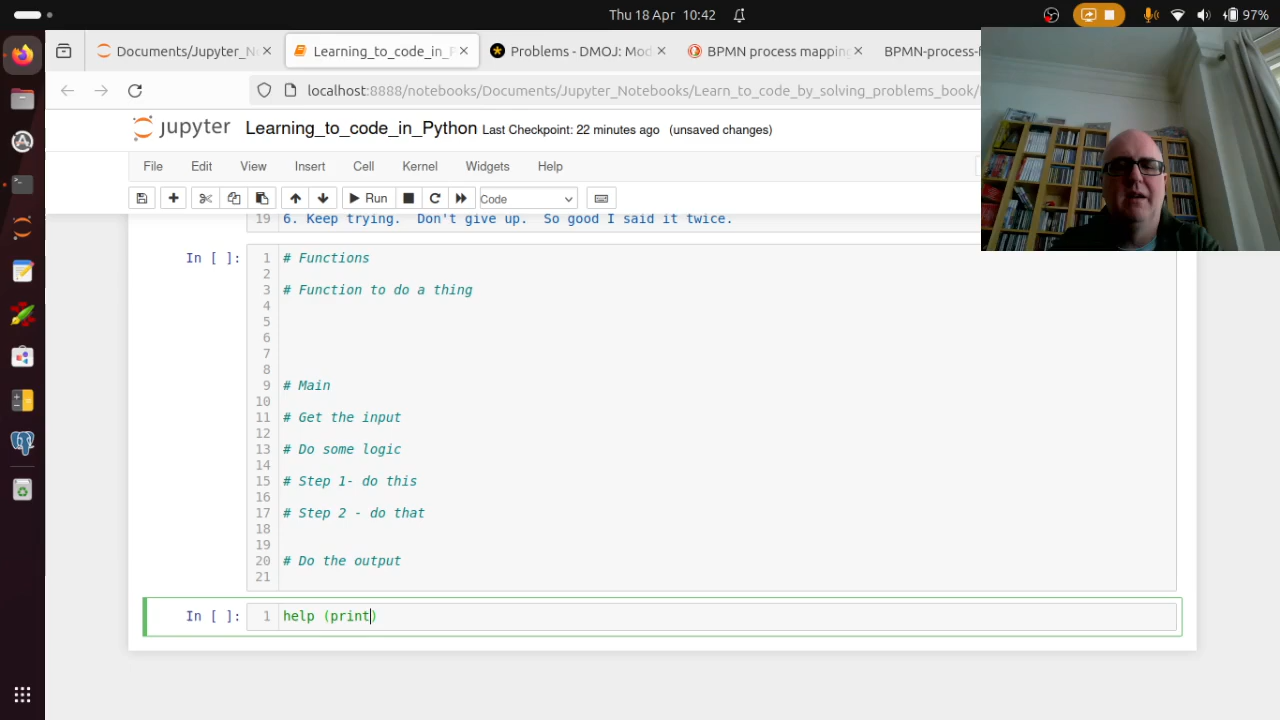 Thu 18 Apr 10:42
97%
Documents/Jupyter_N
Learning_to_code_in_P
Problems - DMOJ: Mod
BPMN process mapping
BPMN-process-
localhost:8888/notebooks/Documents/Jupyter_Notebooks/Learn_to_code_by_solving_problems_book/
jupyter Learning_to_code_in_Python Last Checkpoint: 22 minutes ago (unsaved changes)
File Edit View Insert Cell Kernel Widgets Help
Run Code
19 6. Keep trying. Don't give up. So good I said it twice.
In [ ]: 1 # Functions
2
3 # Function to do a thing
4
5
6
7
8
9 # Main
10
11 # Get the input
12
13 # Do some logic
14
15 # Step 1- do this
16
17 # Step 2 - do that
18
19
20 # Do the output
21
In [ ]: 1 help (print)